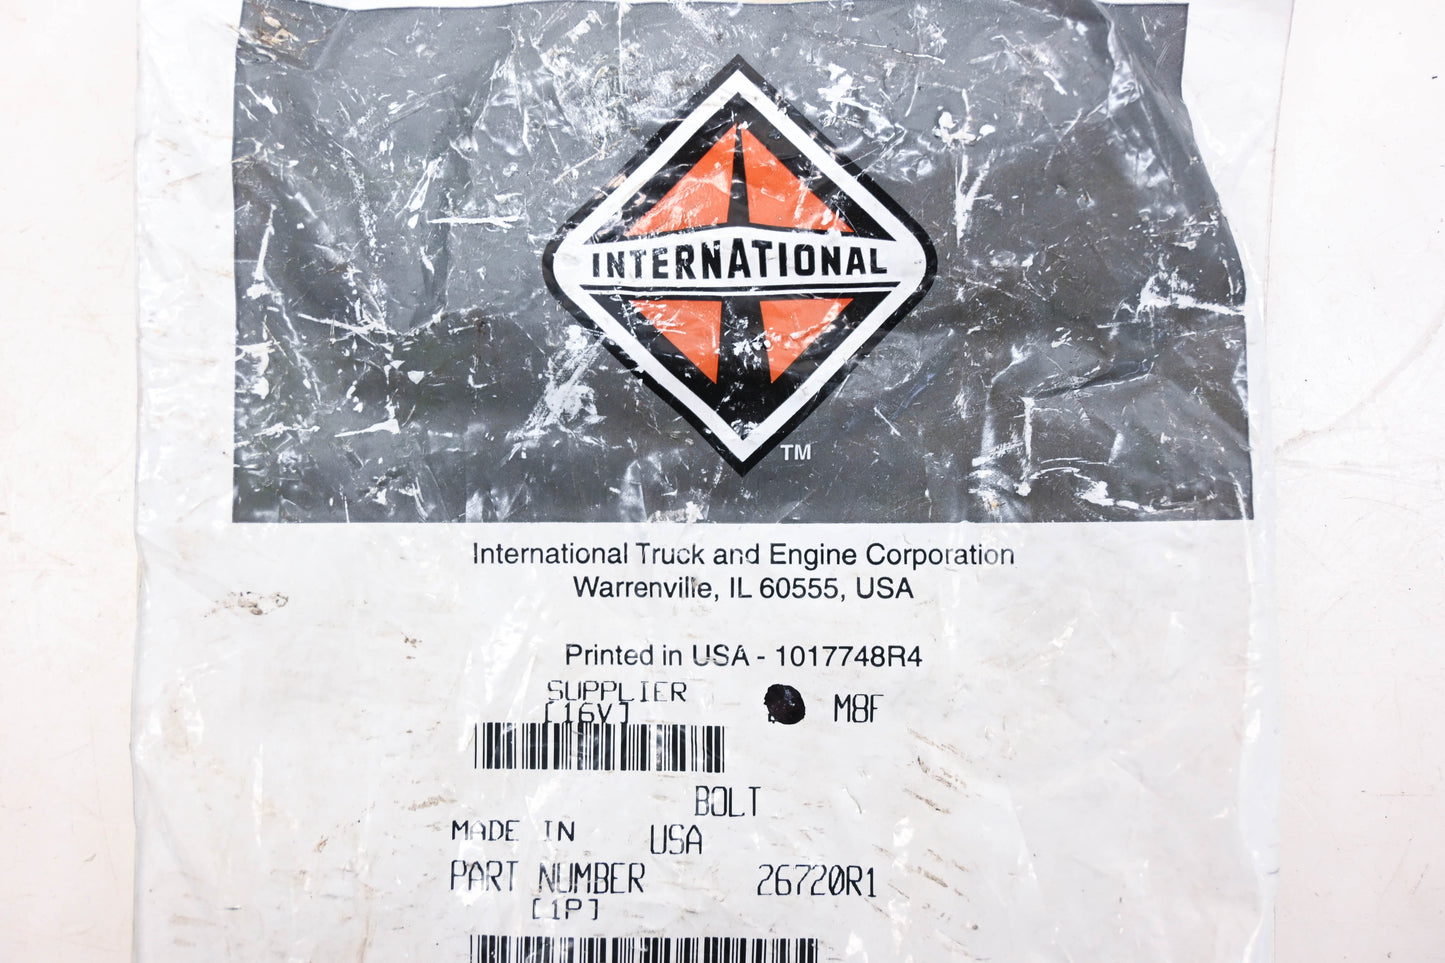 INTERNATIONAL
TM
International Truck and Engine Corporation
Warrenville, IL 60555, USA
Printed in USA - 1017748R4
SUPPLIER M8F
[16V]
BOLT
MADE IN USA
PART NUMBER 26720R1
[1P]